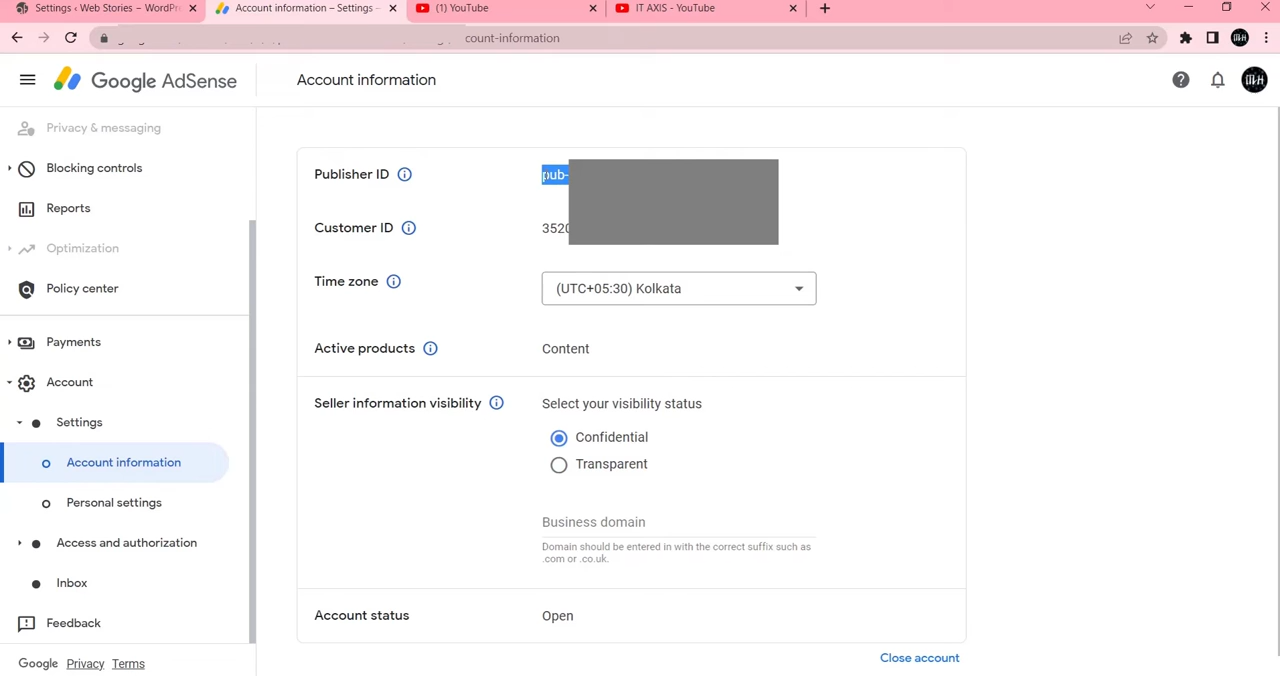 Settings ‹ Web Stories — WordPr
Account information – Settings –
(1) YouTube
IT AXIS - YouTube
count-information
Google AdSense
Account information
Privacy & messaging
Blocking controls
Reports
Optimization
Policy center
Payments
Account
Settings
Account information
Personal settings
Access and authorization
Inbox
Feedback
Google Privacy Terms
Publisher ID
pub-
Customer ID
3520
Time zone
(UTC+05:30) Kolkata
Active products
Content
Seller information visibility
Select your visibility status
Confidential
Transparent
Business domain
Domain should be entered in with the correct suffix such as
.com or .co.uk.
Account status
Open
Close account